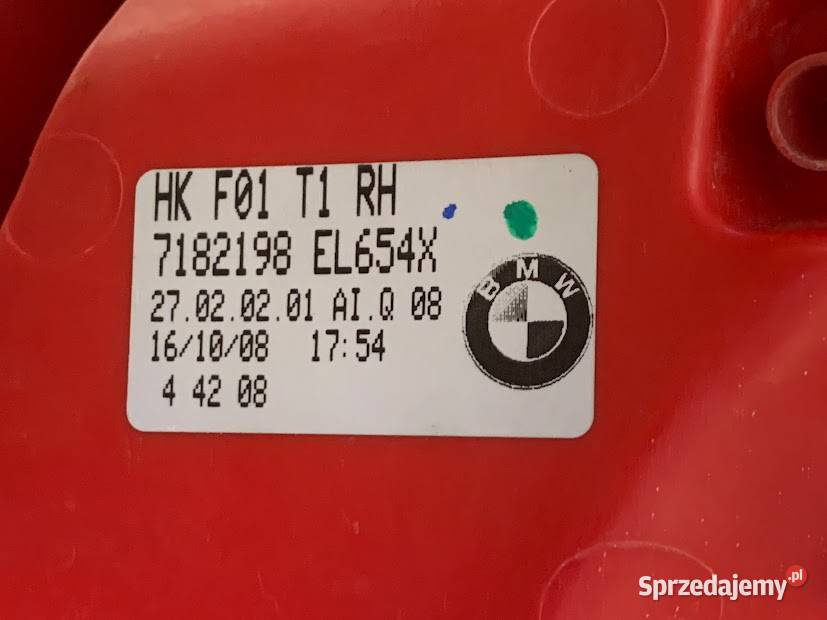 HK F01 T1 RH
7182198 EL654X
27.02.02.01 AI.Q 08
16/10/08 17:54
4 42 08
BMW
Sprzedajemy.pl